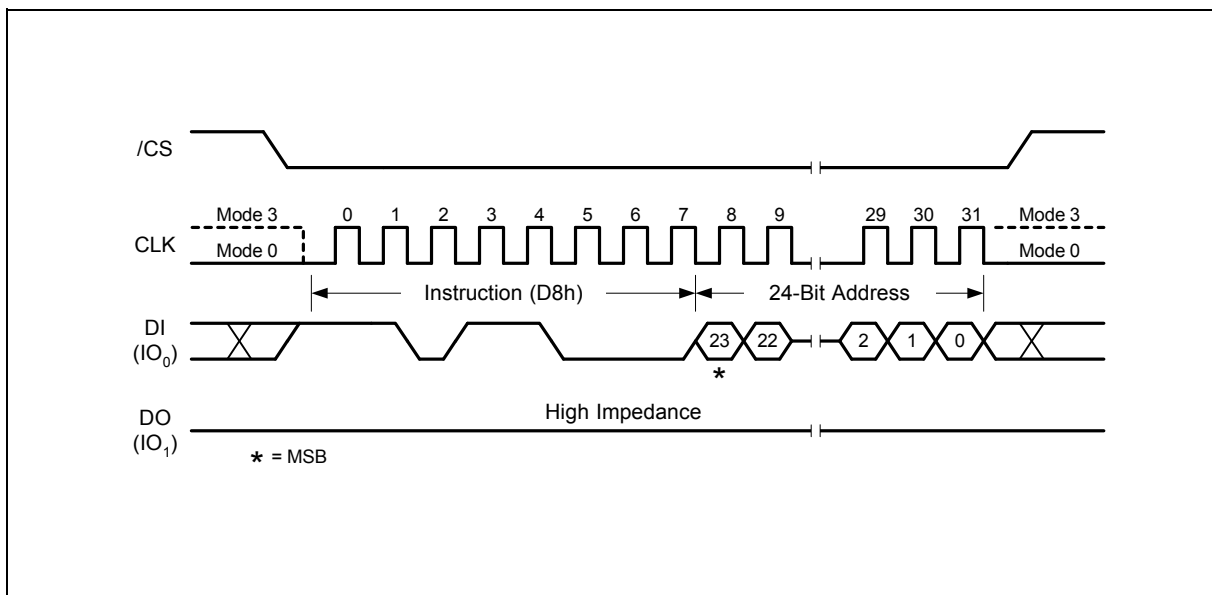 /CS
Mode 3 0 1 2 3 4 5 6 7 8 9 29 30 31 Mode 3
CLK Mode 0 Mode 0
Instruction (D8h) 24-Bit Address
DI
(IO0) 23 22 2 1 0
*
DO High Impedance
(IO1)
* = MSB